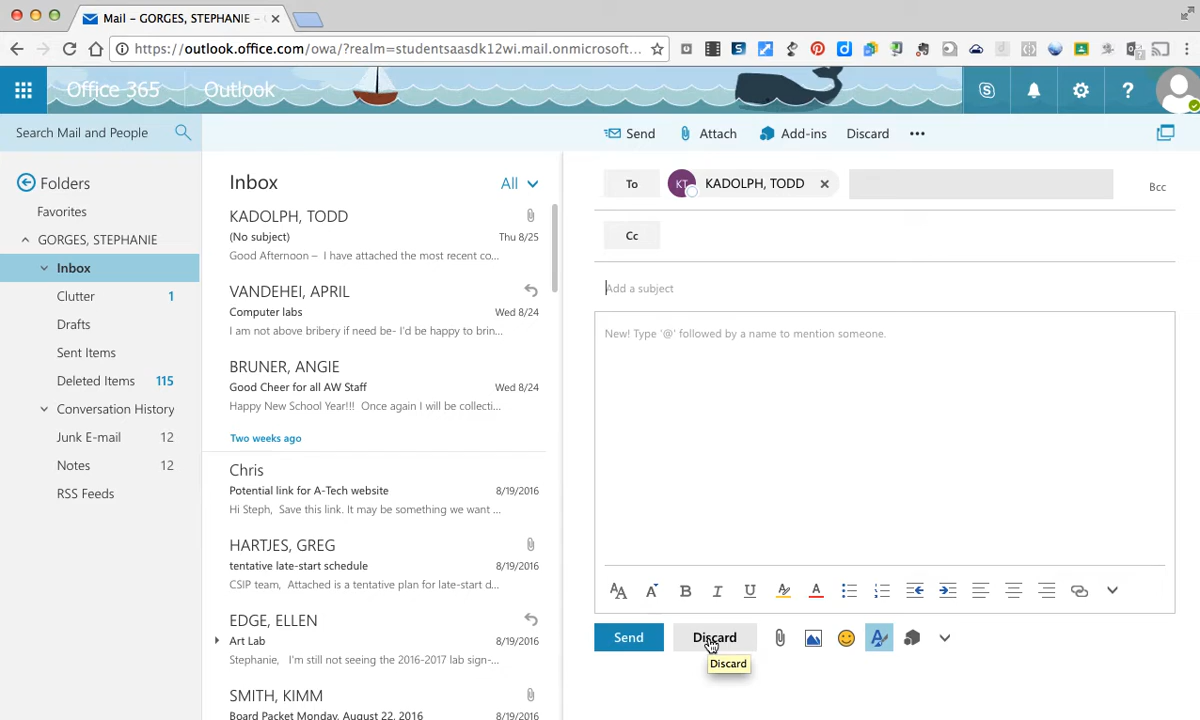 Mail – GORGES, STEPHANIE –
https://outlook.office.com/owa/?realm=studentsaasdk12wi.mail.onmicrosoft...
Office 365
Outlook
Search Mail and People
Send
Attach
Add-ins
Discard
Folders
Favorites
GORGES, STEPHANIE
Inbox
Clutter 1
Drafts
Sent Items
Deleted Items 115
Conversation History
Junk E-mail 12
Notes 12
RSS Feeds
Inbox
All
KADOLPH, TODD
(No subject) Thu 8/25
Good Afternoon – I have attached the most recent co...
VANDEHEI, APRIL
Computer labs Wed 8/24
I am not above bribery if need be- I'd be happy to brin...
BRUNER, ANGIE
Good Cheer for all AW Staff Wed 8/24
Happy New School Year!!! Once again I will be collecti...
Two weeks ago
Chris
Potential link for A-Tech website 8/19/2016
Hi Steph, Save this link. It may be something we want ...
HARTJES, GREG
tentative late-start schedule 8/19/2016
CSIP team, Attached is a tentative plan for late-start d...
EDGE, ELLEN
Art Lab 8/19/2016
Stephanie, I'm still not seeing the 2016-2017 lab sign-...
SMITH, KIMM
Board Packet Monday, August 22, 2016 8/19/2016
To
KT
KADOLPH, TODD
Bcc
Cc
Add a subject
New! Type '@' followed by a name to mention someone.
Send
Discard
Discard